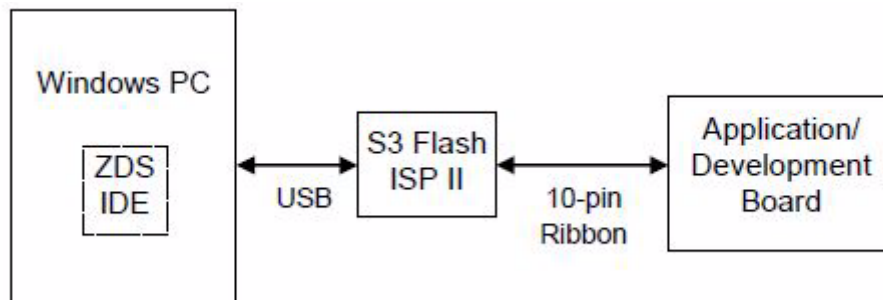 Windows PC
ZDS
IDE
USB
S3 Flash
ISP II
10-pin
Ribbon
Application/
Development
Board